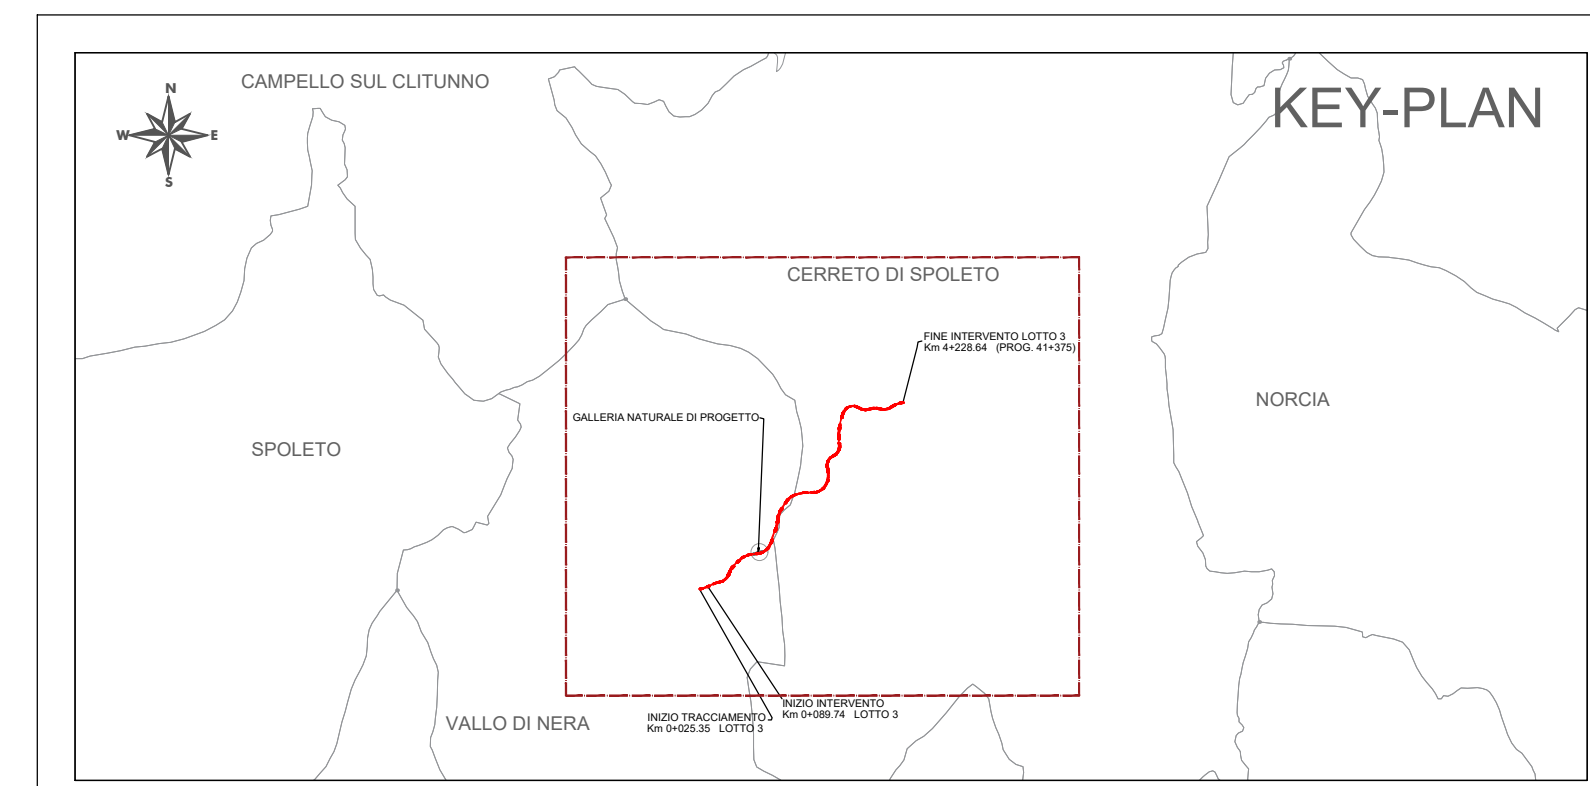 CAMPELLO SUL CLITUNNO
KEY-PLAN
N
W
E
S
CERRETO DI SPOLETO
FINE INTERVENTO LOTTO 3
Km 4+228.64 (PROG. 41+375)
NORCIA
GALLERIA NATURALE DI PROGETTO
SPOLETO
INIZIO INTERVENTO
Km 0+089.74 LOTTO 3
INIZIO TRACCIAMENTO
Km 0+025.35 LOTTO 3
VALLO DI NERA